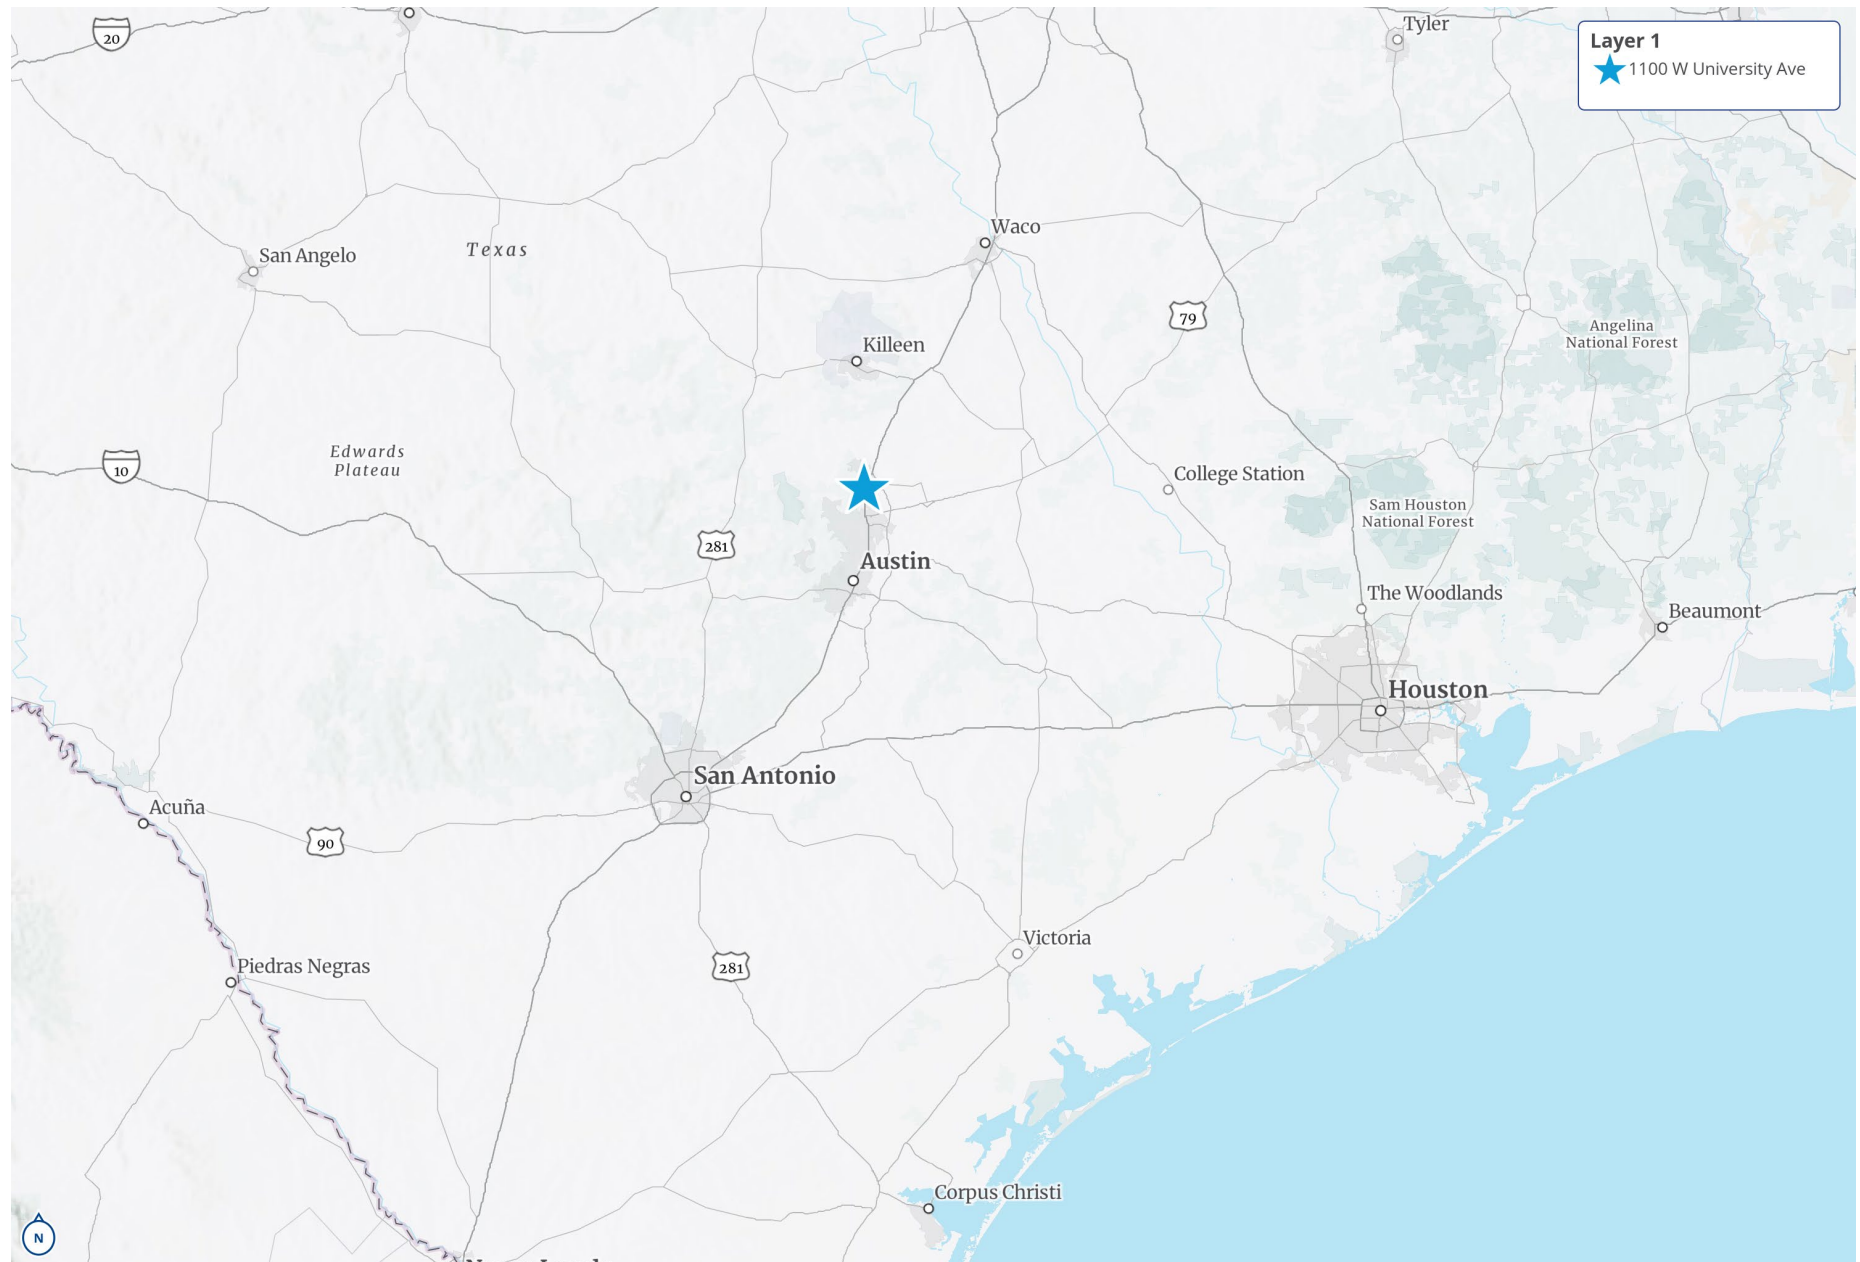 20
Tyler
Layer 1
1100 W University Ave
Waco
San Angelo
Texas
79
Angelina
National Forest
Killeen
Edwards
Plateau
10
College Station
Sam Houston
National Forest
281
Austin
The Woodlands
Beaumont
Houston
San Antonio
Acuña
90
Victoria
281
Piedras Negras
Corpus Christi
N